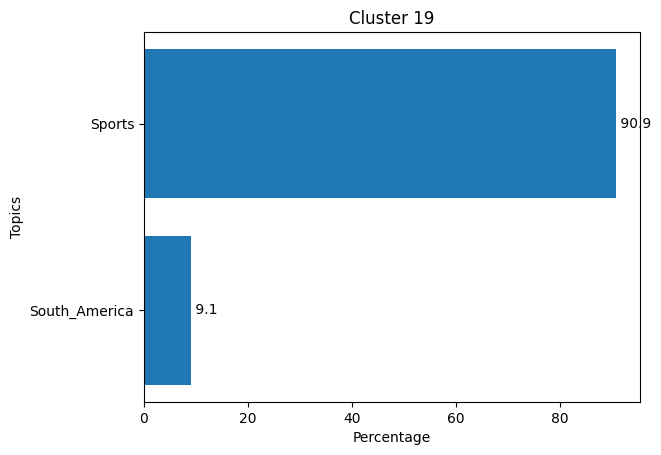 Cluster 19
Topics
Sports
90.9
South_America
9.1
0 20 40 60 80
Percentage